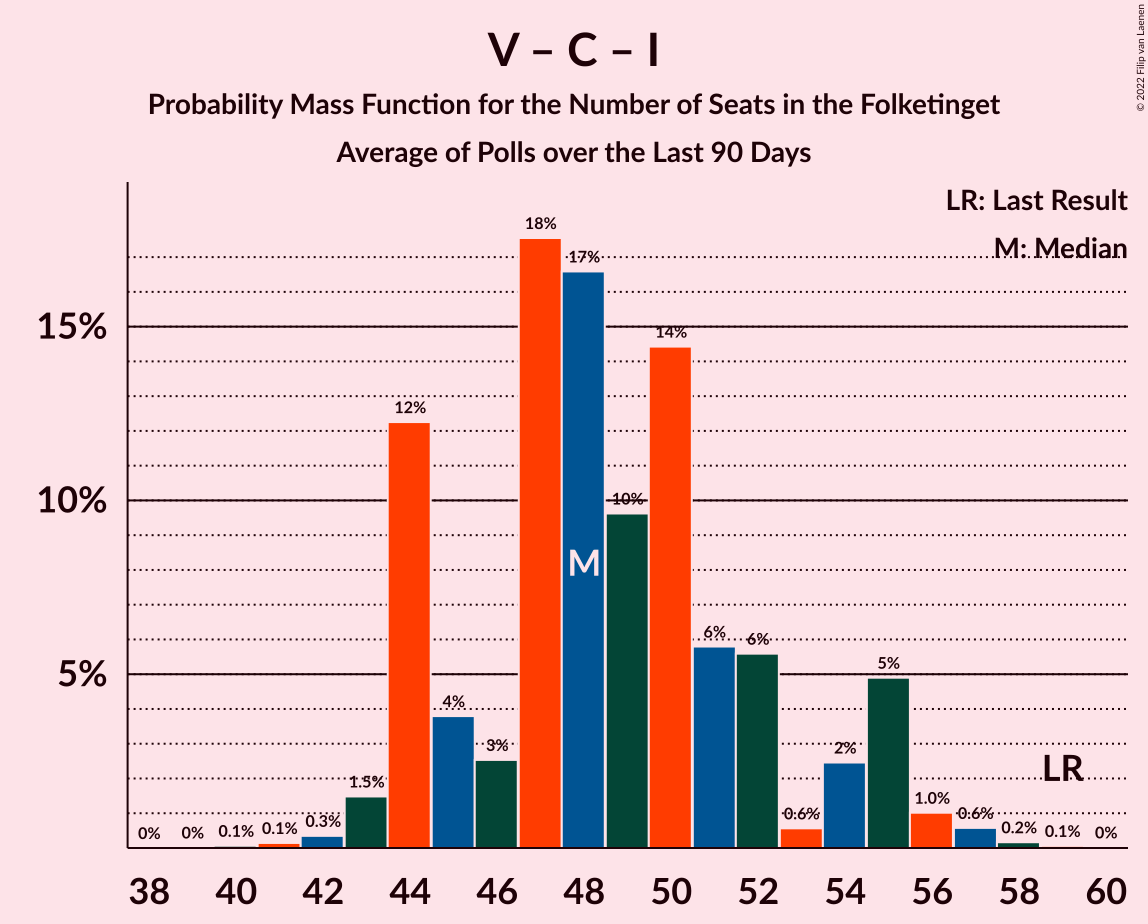 V – C – I
Probability Mass Function for the Number of Seats in the Folketinget
Average of Polls over the Last 90 Days
© 2022 Filip van Laenen
LR: Last Result
M: Median
15%
10%
5%
0%
0%
0.1%
0.1%
0.3%
1.5%
12%
4%
3%
18%
17%
10%
14%
6%
6%
0.6%
2%
5%
1.0%
0.6%
0.2%
0.1%
0%
M
LR
38 40 42 44 46 48 50 52 54 56 58 60